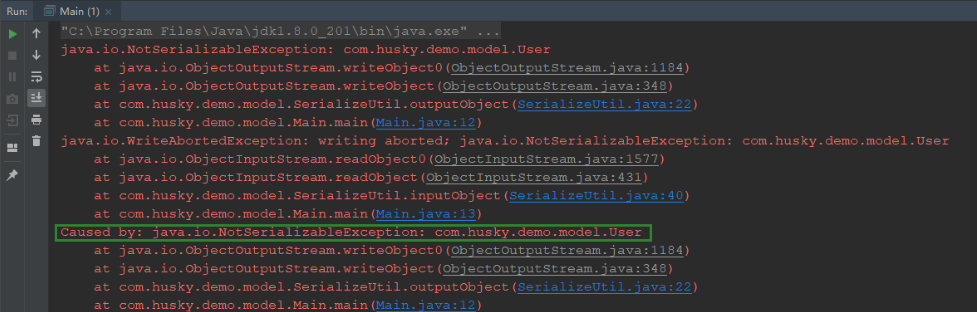 Run: Main (1) ×
"C:\Program Files\Java\jdk1.8.0_201\bin\java.exe" ...
java.io.NotSerializableException: com.husky.demo.model.User
at java.io.ObjectOutputStream.writeObject0(ObjectOutputStream.java:1184)
at java.io.ObjectOutputStream.writeObject(ObjectOutputStream.java:348)
at com.husky.demo.model.SerializeUtil.outputObject(SerializeUtil.java:22)
at com.husky.demo.model.Main.main(Main.java:12)
java.io.WriteAbortedException: writing aborted; java.io.NotSerializableException: com.husky.demo.model.User
at java.io.ObjectInputStream.readObject0(ObjectInputStream.java:1577)
at java.io.ObjectInputStream.readObject(ObjectInputStream.java:431)
at com.husky.demo.model.SerializeUtil.inputObject(SerializeUtil.java:40)
at com.husky.demo.model.Main.main(Main.java:13)
Caused by: java.io.NotSerializableException: com.husky.demo.model.User
at java.io.ObjectOutputStream.writeObject0(ObjectOutputStream.java:1184)
at java.io.ObjectOutputStream.writeObject(ObjectOutputStream.java:348)
at com.husky.demo.model.SerializeUtil.outputObject(SerializeUtil.java:22)
at com.husky.demo.model.Main.main(Main.java:12)